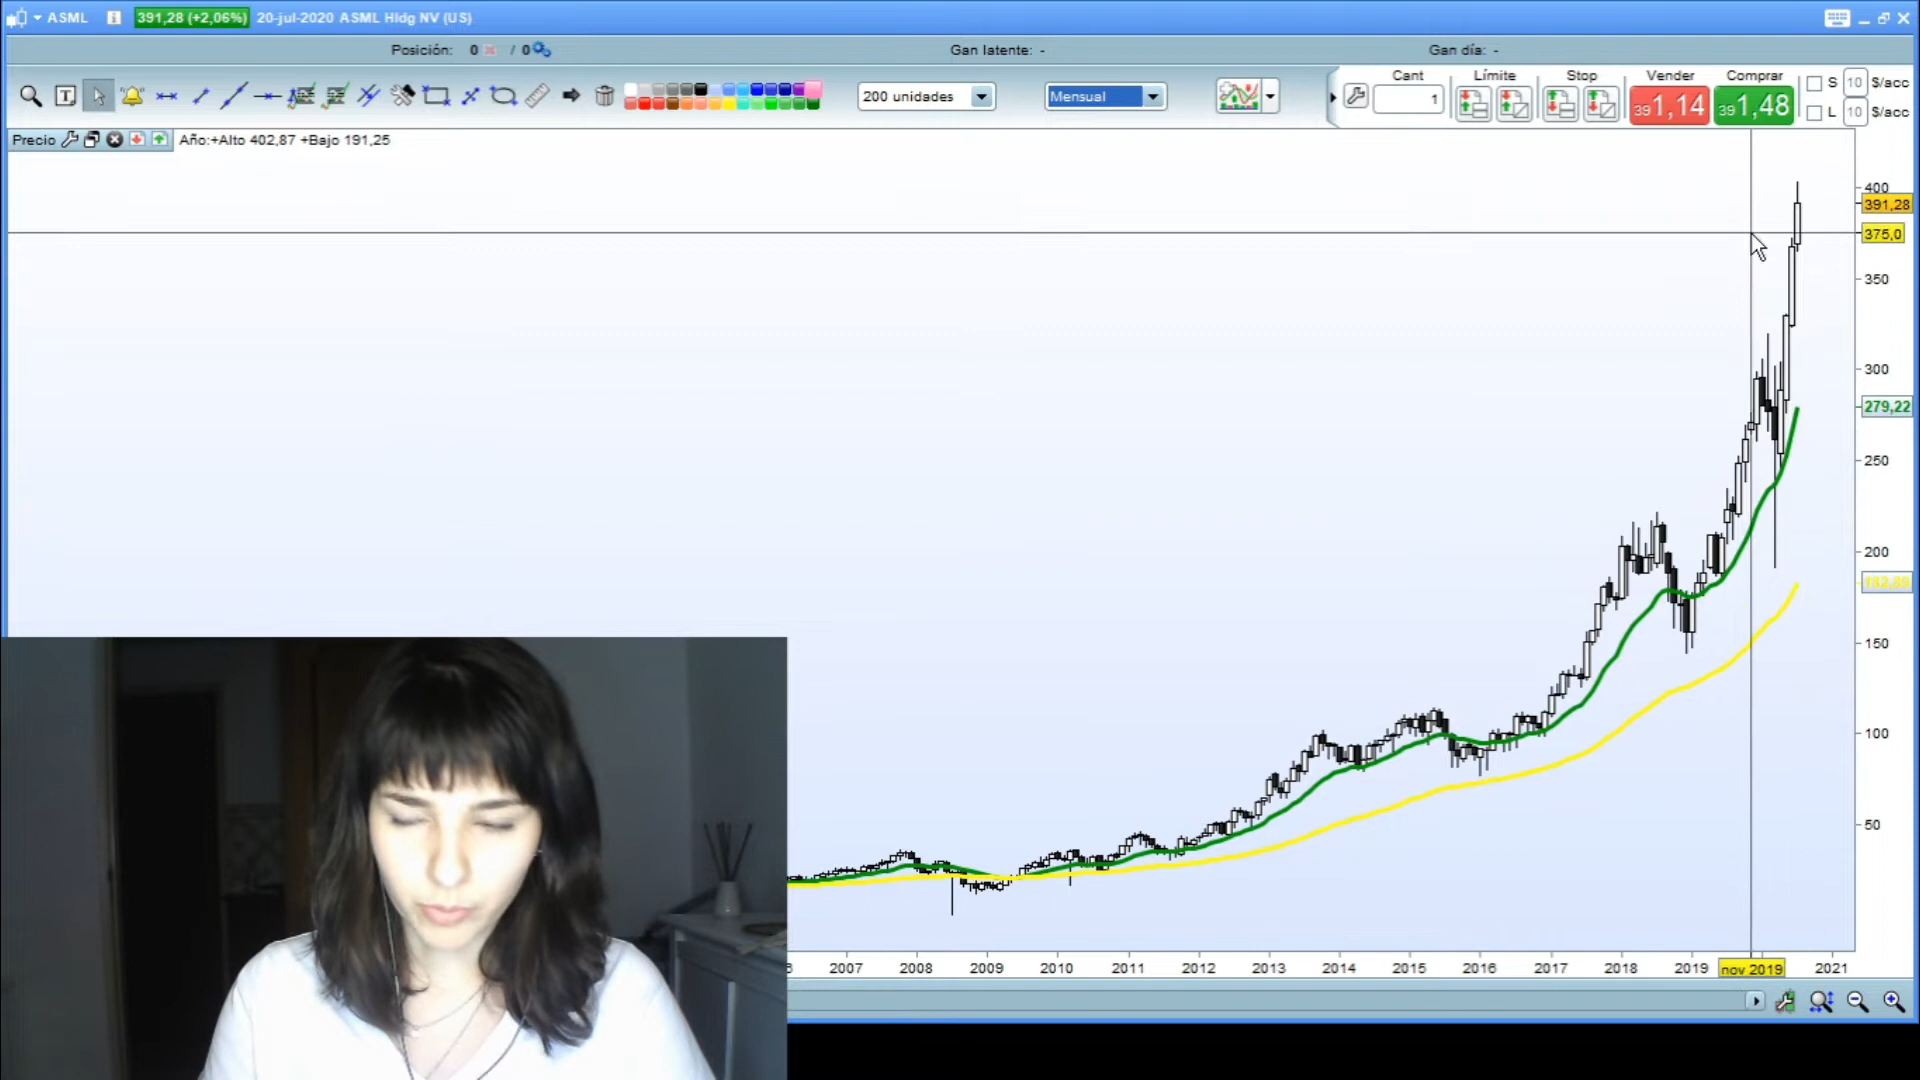 ASML 391,28 (+2,06%) 20-jul-2020 ASML Hldg NV (US)
Posición: 0 / 0 Gan latente: - Gan día: -
200 unidades Mensual
Cant Límite Stop Vender Comprar
1 391,14 391,48
S 10 $/acc
L 10 $/acc
Precio Año:+Alto 402,87 +Bajo 191,25
400
391,28
375,0
350
300
279,22
250
200
150
100
50
2007 2008 2009 2010 2011 2012 2013 2014 2015 2016 2017 2018 2019 nov 2019 2021